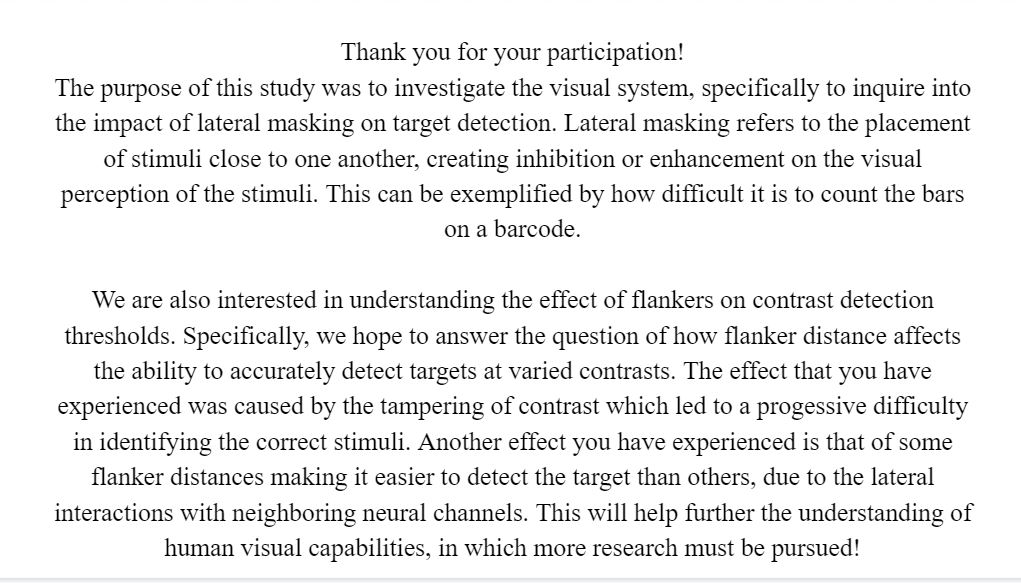 Thank you for your participation!
The purpose of this study was to investigate the visual system, specifically to inquire into
the impact of lateral masking on target detection. Lateral masking refers to the placement
of stimuli close to one another, creating inhibition or enhancement on the visual
perception of the stimuli. This can be exemplified by how difficult it is to count the bars
on a barcode.
We are also interested in understanding the effect of flankers on contrast detection
thresholds. Specifically, we hope to answer the question of how flanker distance affects
the ability to accurately detect targets at varied contrasts. The effect that you have
experienced was caused by the tampering of contrast which led to a progessive difficulty
in identifying the correct stimuli. Another effect you have experienced is that of some
flanker distances making it easier to detect the target than others, due to the lateral
interactions with neighboring neural channels. This will help further the understanding of
human visual capabilities, in which more research must be pursued!